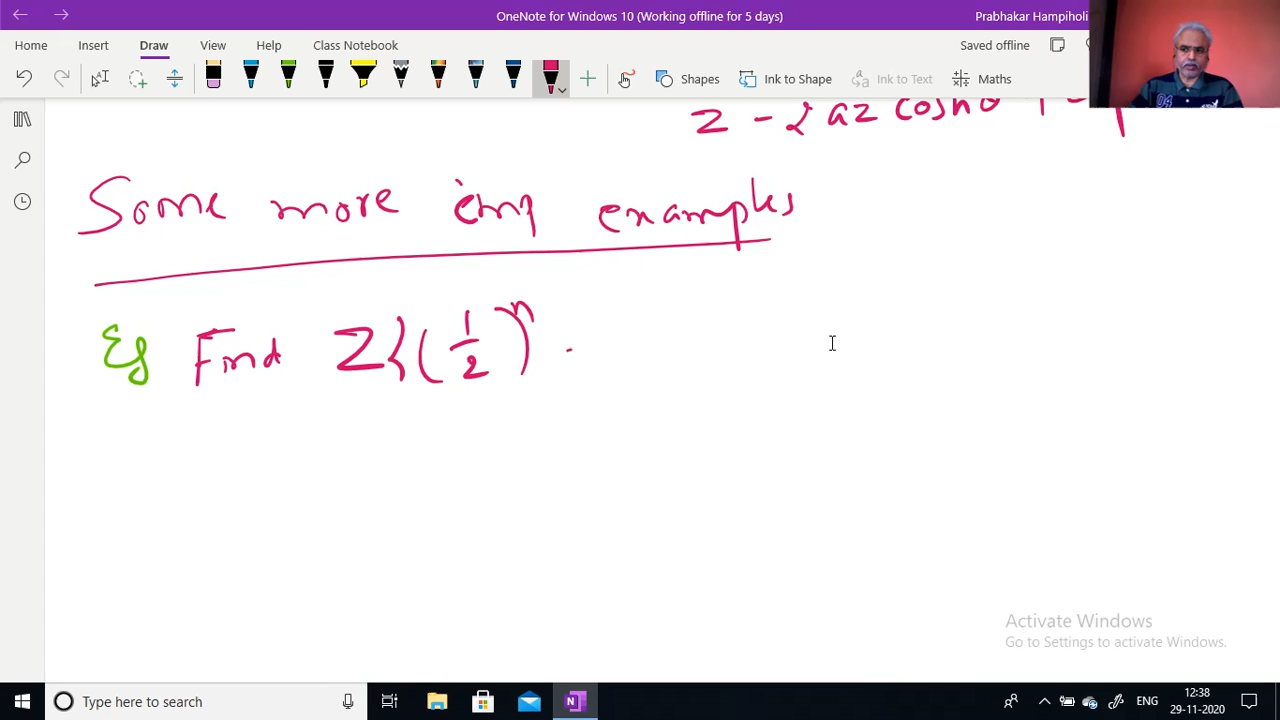 OneNote for Windows 10 (Working offline for 5 days)
Prabhakar Hampiholi
Home Insert Draw View Help Class Notebook
Saved offline
Shapes Ink to Shape Ink to Text Maths
z - 2az cosh
Some more imp examples
Eg Find Z{(1/2)^n .
Activate Windows
Go to Settings to activate Windows.
Type here to search
ENG
12:38
29-11-2020
04